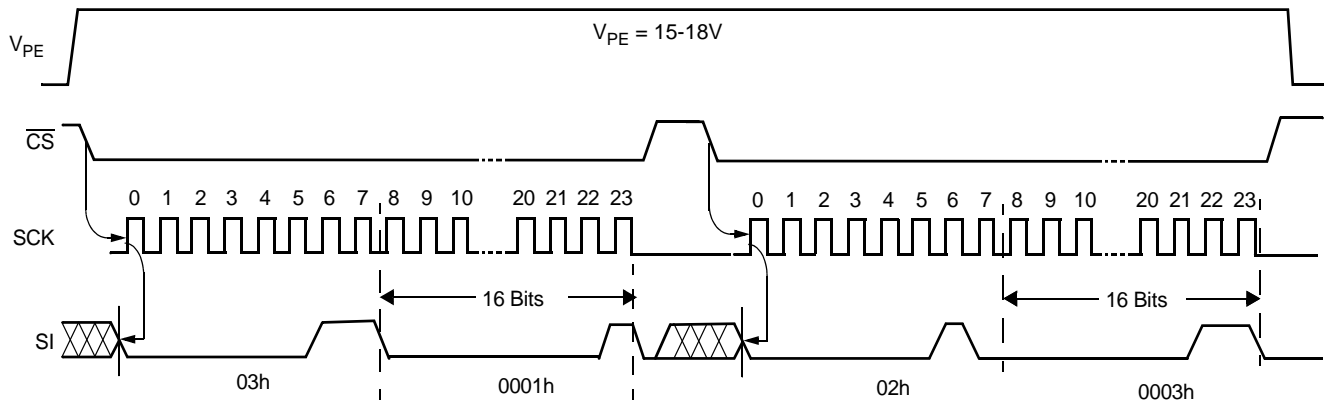 V_PE
V_PE = 15-18V
CS
0 1 2 3 4 5 6 7 8 9 10 20 21 22 23 0 1 2 3 4 5 6 7 8 9 10 20 21 22 23
SCK
16 Bits 16 Bits
SI
03h 0001h 02h 0003h